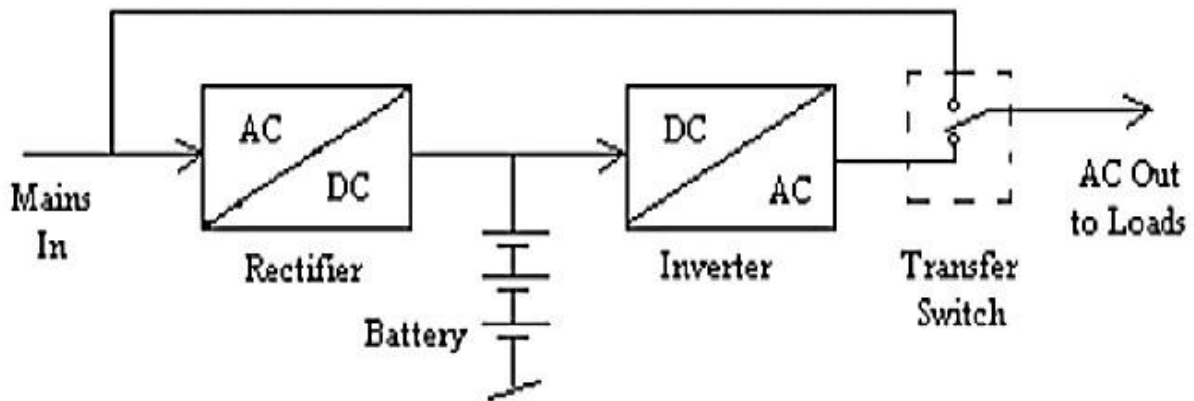 AC
DC
DC
AC
Mains
In
Rectifier
Battery
Inverter
Transfer
Switch
AC Out
to Loads